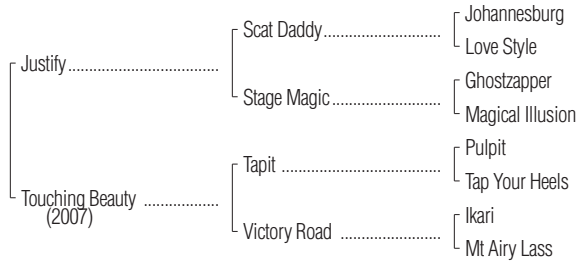 Johannesburg
Scat Daddy
Love Style
Justify
Ghostzapper
Stage Magic
Magical Illusion
Pulpit
Tapit
Tap Your Heels
Touching Beauty
(2007)
Ikari
Victory Road
Mt Airy Lass